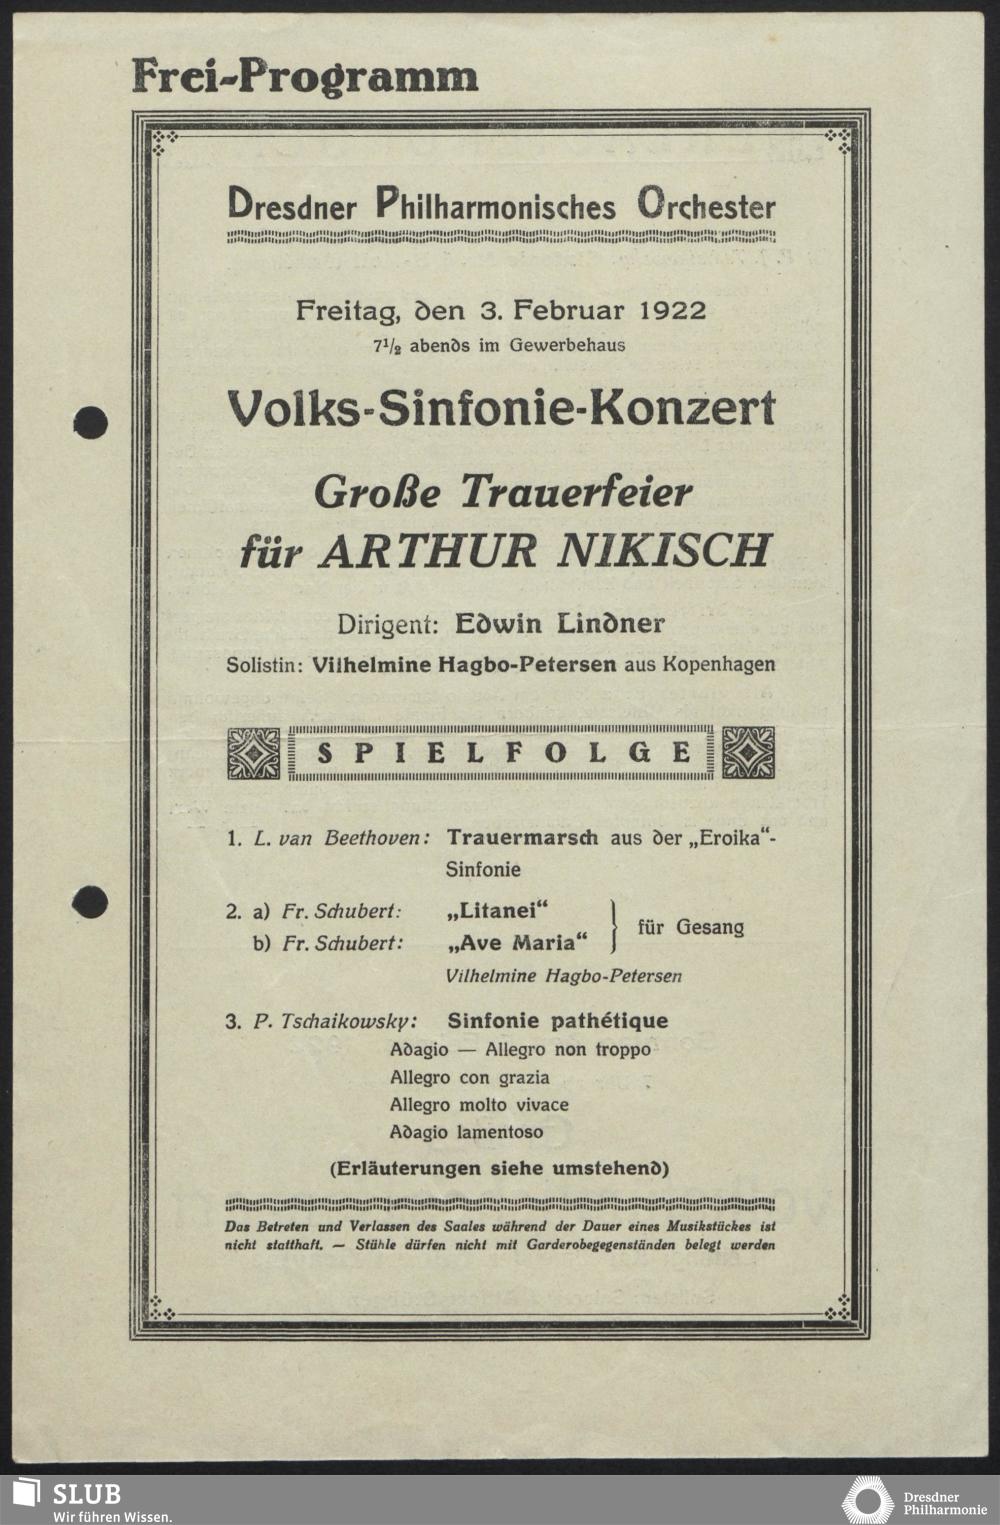 Frei-Programm
Dresdner Philharmonisches Orchester
Freitag, den 3. Februar 1922
7¹/₂ abends im Gewerbehaus
Volks-Sinfonie-Konzert
Große Trauerfeier
für ARTHUR NIKISCH
Dirigent: Edwin Lindner
Solistin: Vilhelmine Hagbo-Petersen aus Kopenhagen
SPIELFOLGE
1. L. van Beethoven: Trauermarsch aus der „Eroika“-
Sinfonie
2. a) Fr. Schubert: „Litanei“
b) Fr. Schubert: „Ave Maria“ } für Gesang
Vilhelmine Hagbo-Petersen
3. P. Tschaikowsky: Sinfonie pathétique
Adagio — Allegro non troppo
Allegro con grazia
Allegro molto vivace
Adagio lamentoso
(Erläuterungen siehe umstehend)
Das Betreten und Verlassen des Saales während der Dauer eines Musikstückes ist
nicht statthaft. — Stühle dürfen nicht mit Garderobegegenständen belegt werden
SLUB
Wir führen Wissen.
Dresdner
Philharmonie